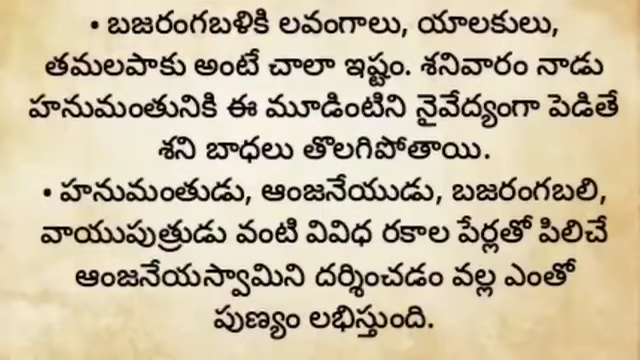 • బజరంగబళికి లవంగాలు, యాలకులు,
తమలపాకు అంటే చాలా ఇష్టం. శనివారం నాడు
హనుమంతునికి ఈ మూడింటిని నైవేద్యంగా పెడితే
శని బాధలు తొలగిపోతాయి.
• హనుమంతుడు, ఆంజనేయుడు, బజరంగబలి,
వాయుపుత్రుడు వంటి వివిధ రకాల పేర్లతో పిలిచే
ఆంజనేయస్వామిని దర్శించడం వల్ల ఎంతో
పుణ్యం లభిస్తుంది.